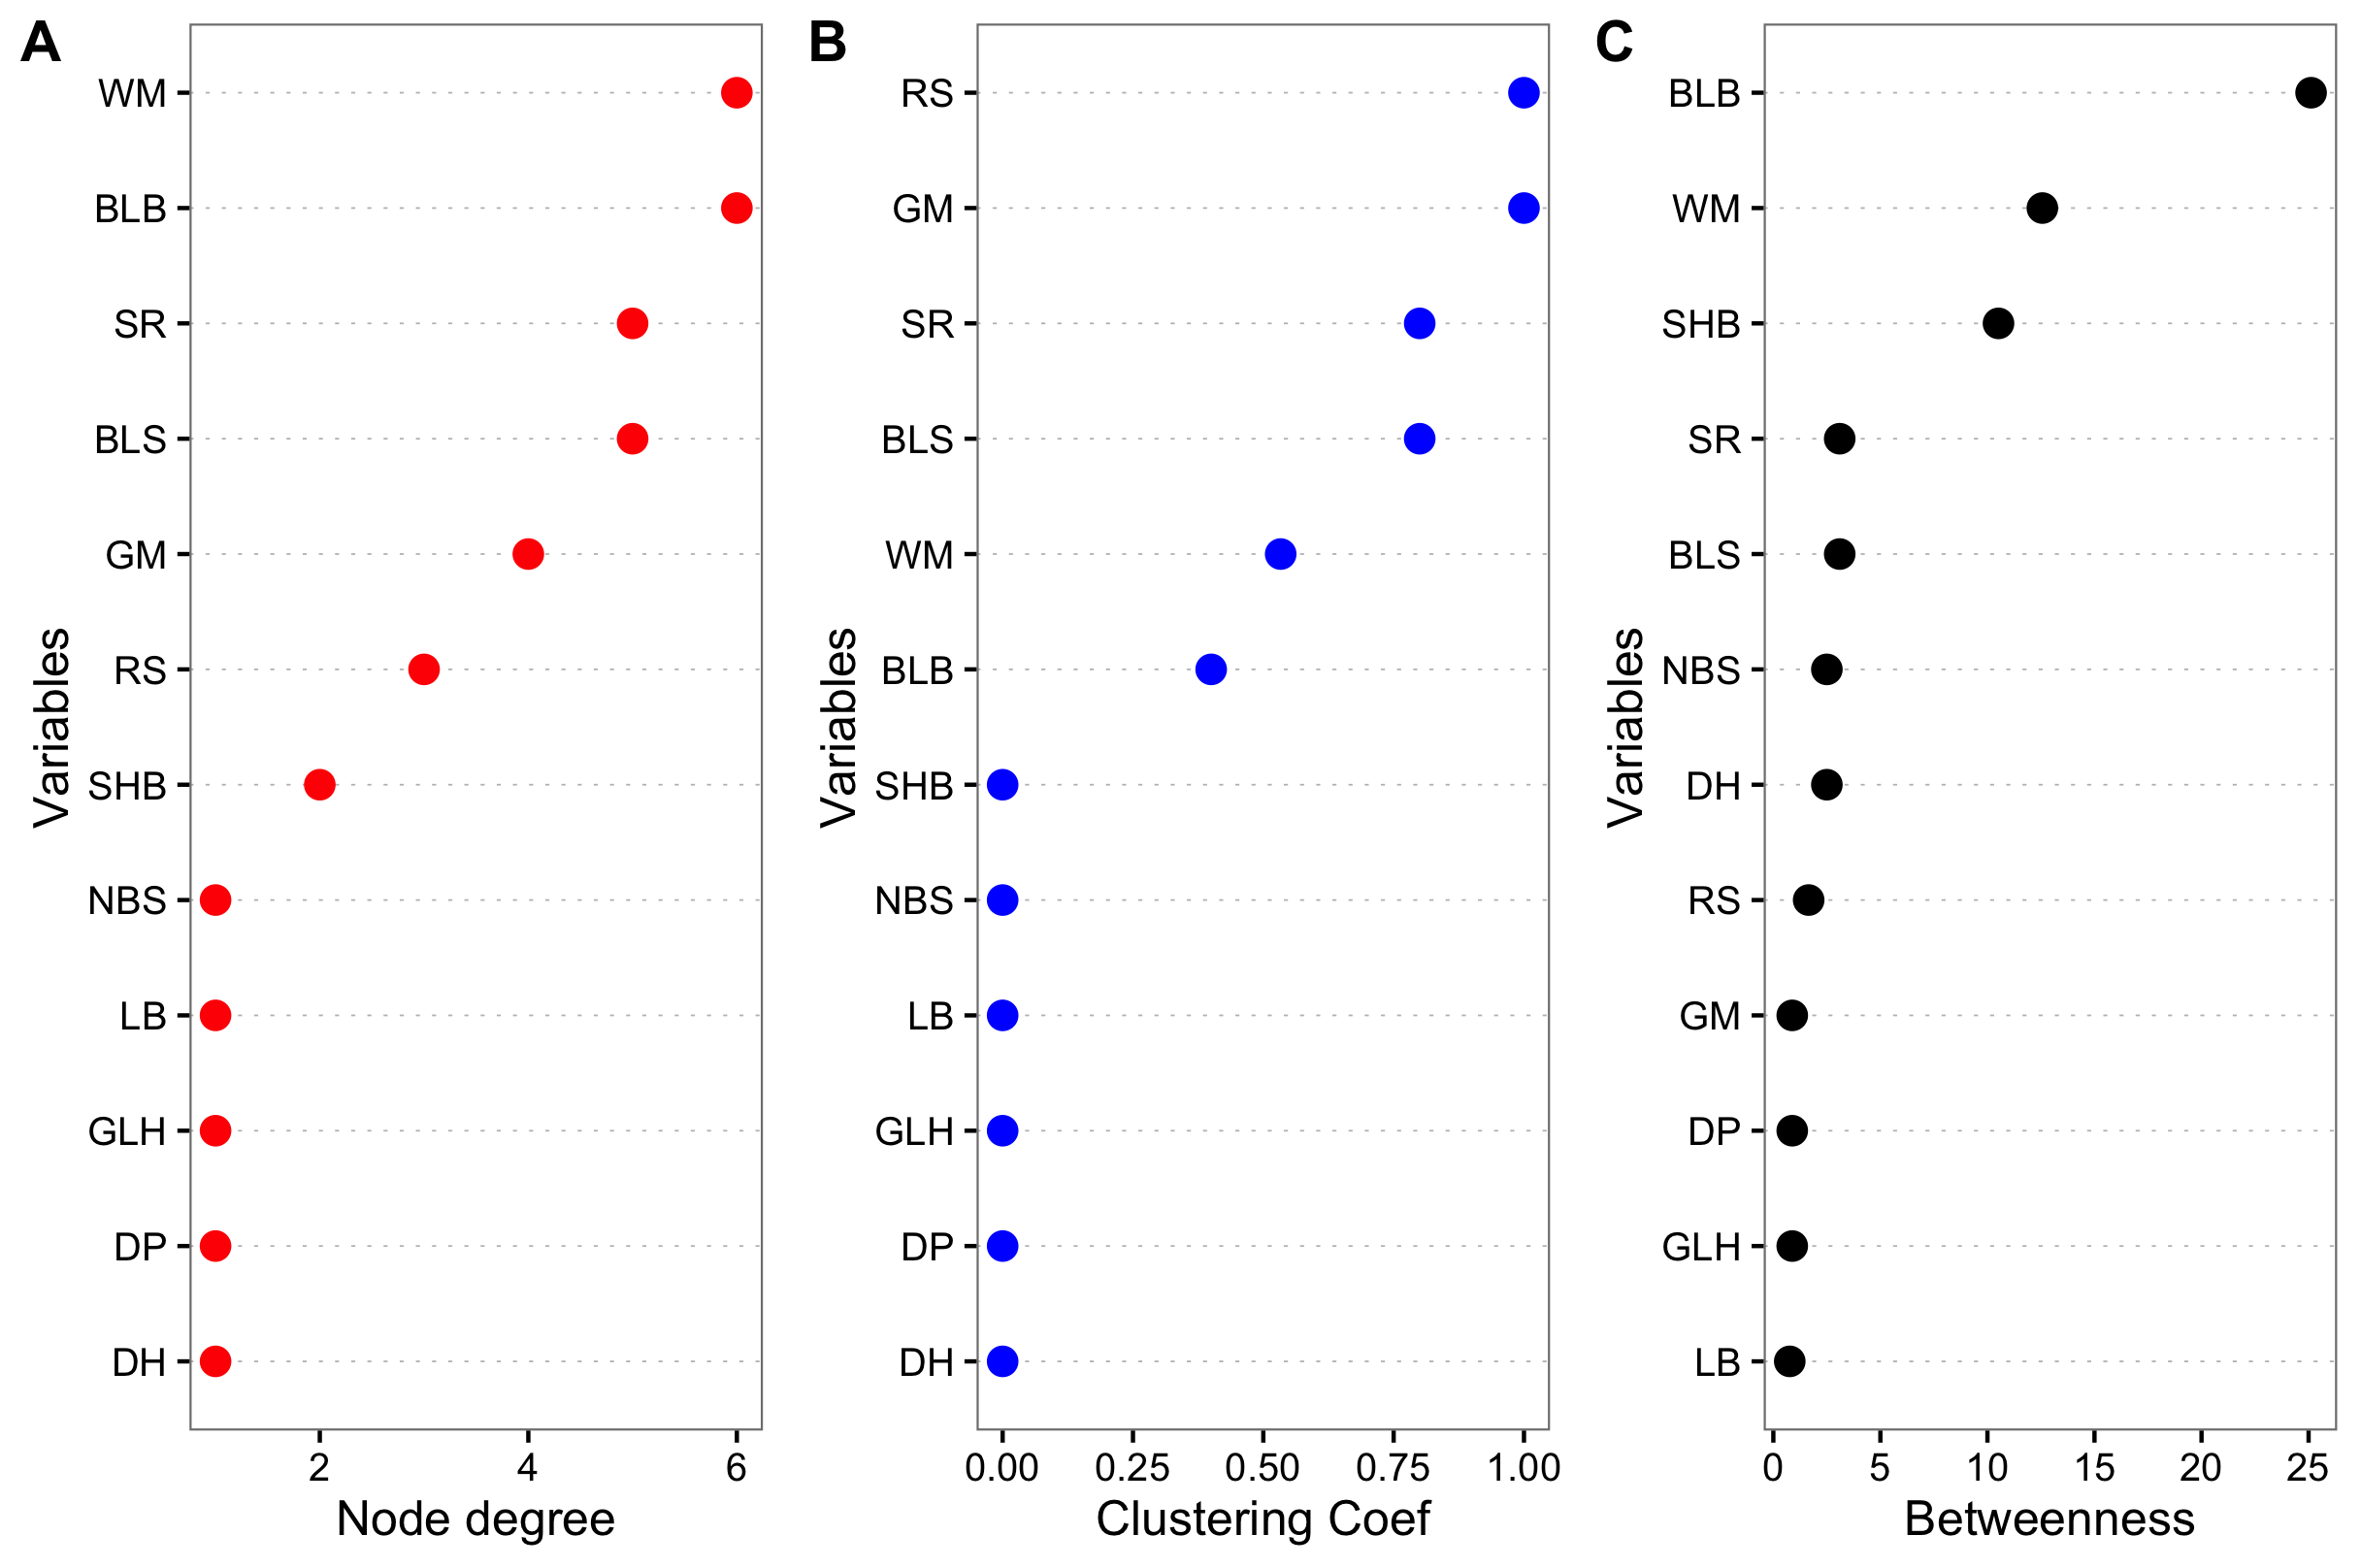 A
WM
BLB
SR
BLS
GM
RS
SHB
NBS
LB
GLH
DP
DH
Variables
2 4 6
Node degree
B
RS
GM
SR
BLS
WM
BLB
SHB
NBS
LB
GLH
DP
DH
Variables
0.00 0.25 0.50 0.75 1.00
Clustering Coef
C
BLB
WM
SHB
SR
BLS
NBS
DH
RS
GM
DP
GLH
LB
Variables
0 5 10 15 20 25
Betweenness